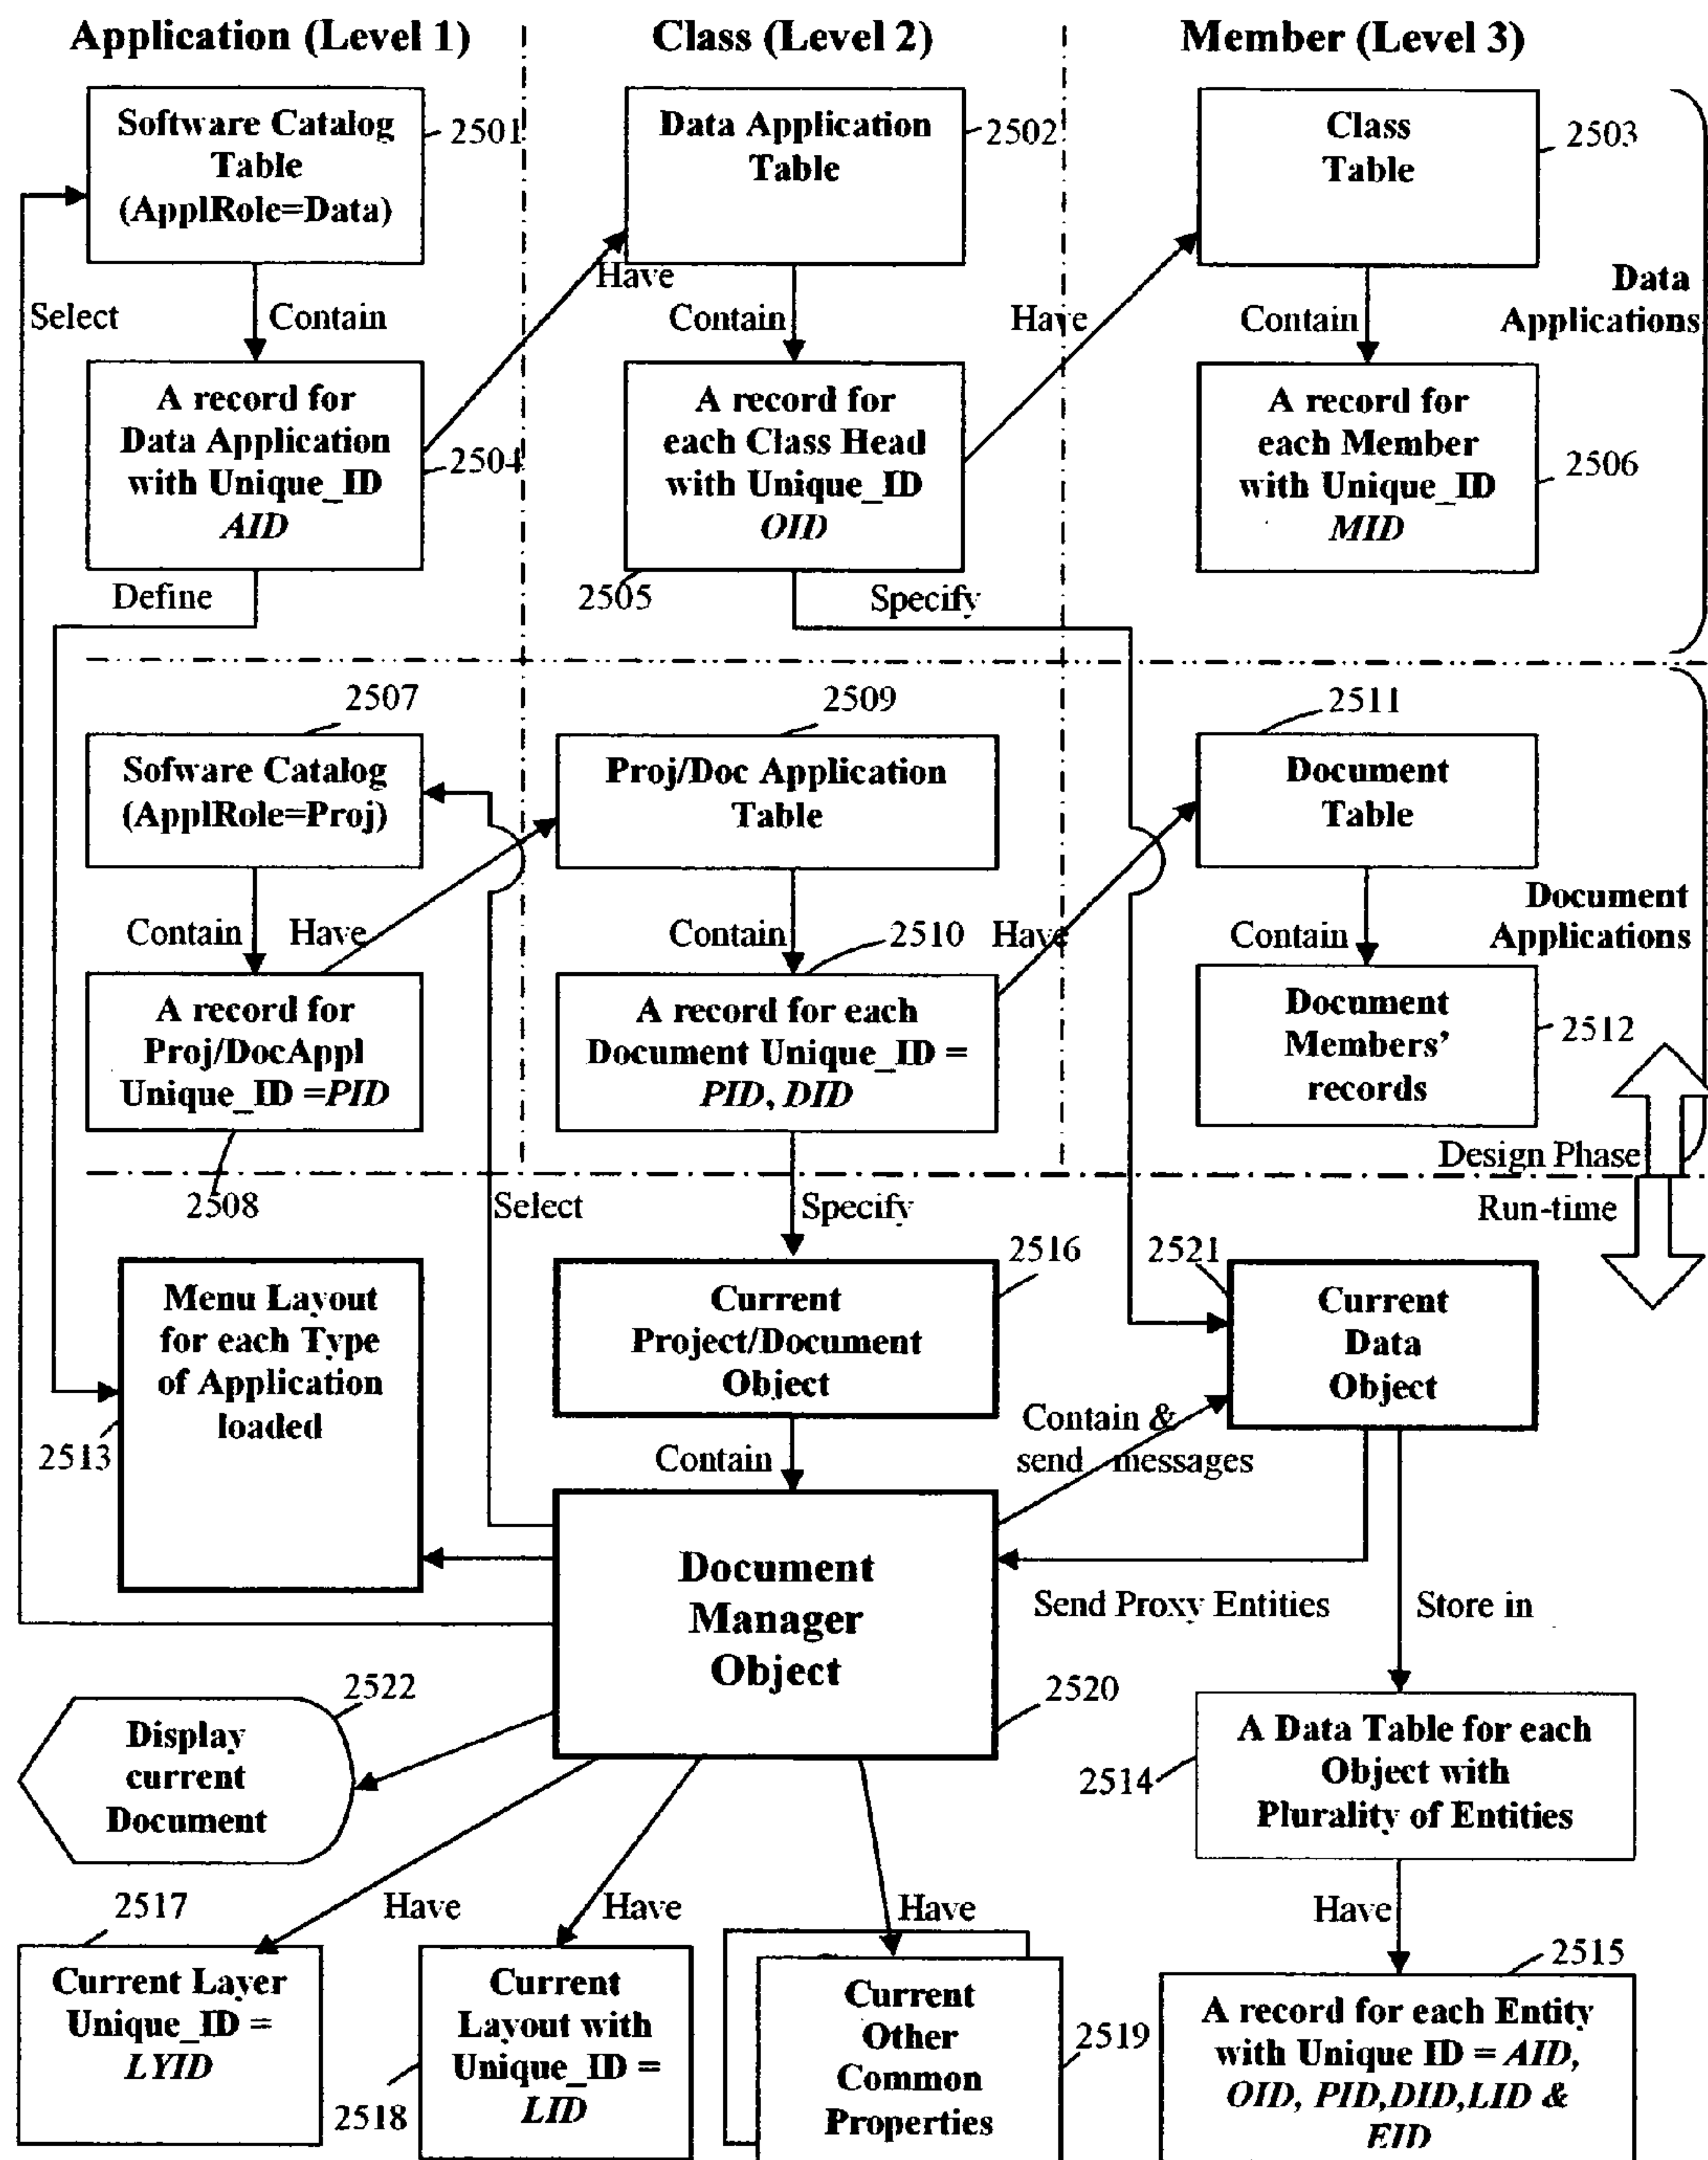 Application (Level 1)
Class (Level 2)
Member (Level 3)
Software Catalog
Table
(ApplRole=Data)
2501
Data Application
Table
2502
Class
Table
2503
Select
Contain
Have
Contain
Have
Contain
Data
Applications
A record for
Data Application
with Unique_ID
AID
2504
A record for
each Class Head
with Unique_ID
OID
2505
A record for
each Member
with Unique_ID
MID
2506
Define
Specify
2507
2509
2511
Sofware Catalog
(ApplRole=Proj)
Proj/Doc Application
Table
Document
Table
Document
Applications
Contain
Have
Contain
2510
Have
Contain
A record for
Proj/DocAppl
Unique_ID =PID
2508
A record for each
Document Unique_ID =
PID, DID
Document
Members'
records
2512
Design Phase
Run-time
Select
Specify
Menu Layout
for each Type
of Application
loaded
2513
Current
Project/Document
Object
2516
2521
Current
Data
Object
Contain
Contain &
send messages
Document
Manager
Object
2520
Send Proxy Entities
Store in
2522
Display
current
Document
2514
A Data Table for each
Object with
Plurality of Entities
Have
Have
Have
Have
2517
Current Layer
Unique_ID =
LYID
2518
Current
Layout with
Unique_ID =
LID
Current
Other
Common
Properties
2519
2515
A record for each Entity
with Unique ID = AID,
OID, PID,DID,LID &
EID